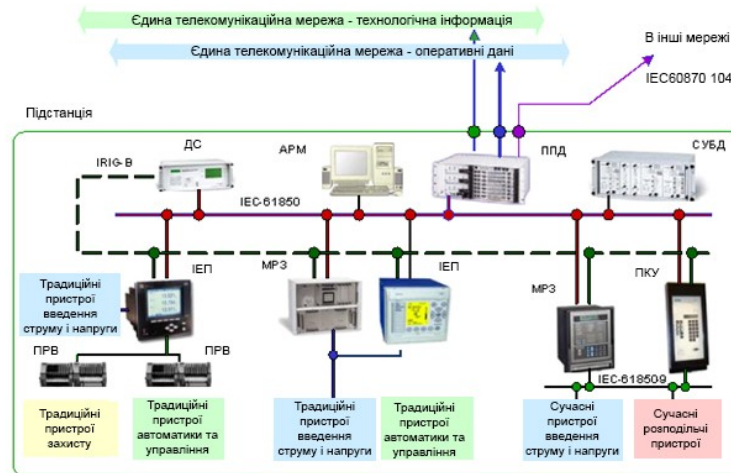 Єдина телекомунікаційна мережа - технологічна інформація
Єдина телекомунікаційна мережа - оперативні дані
В інші мережі
IEC60870 104
Підстанція
ДС
АРМ
ППД
СУБД
IRIG-B
IEC-61850
ІЕП
МРЗ
ІЕП
МРЗ
ПКУ
Традиційні
пристрої
введення
струму і напруги
ПРВ
ПРВ
IEC-61850-9
Традиційні
пристрої
захисту
Традиційні
пристрої
автоматики та
управління
Традиційні
пристрої
введення
струму і напруги
Традиційні
пристрої
автоматики та
управління
Сучасні
пристрої
введення
струму і напруги
Сучасні
розподільчі
пристрої